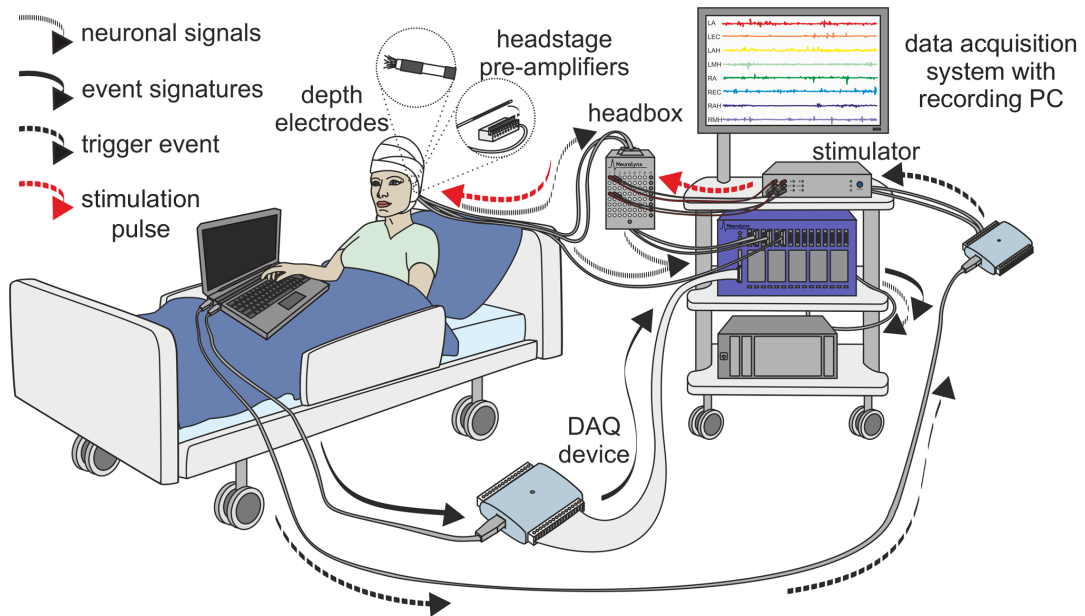 neuronal signals
event signatures
trigger event
stimulation
pulse
depth
electrodes
headstage
pre-amplifiers
headbox
LA
LEC
LAH
LMH
RA
REC
RAH
RMH
data acquisition
system with
recording PC
stimulator
NeuraLynx
NeuraLynx
DAQ
device